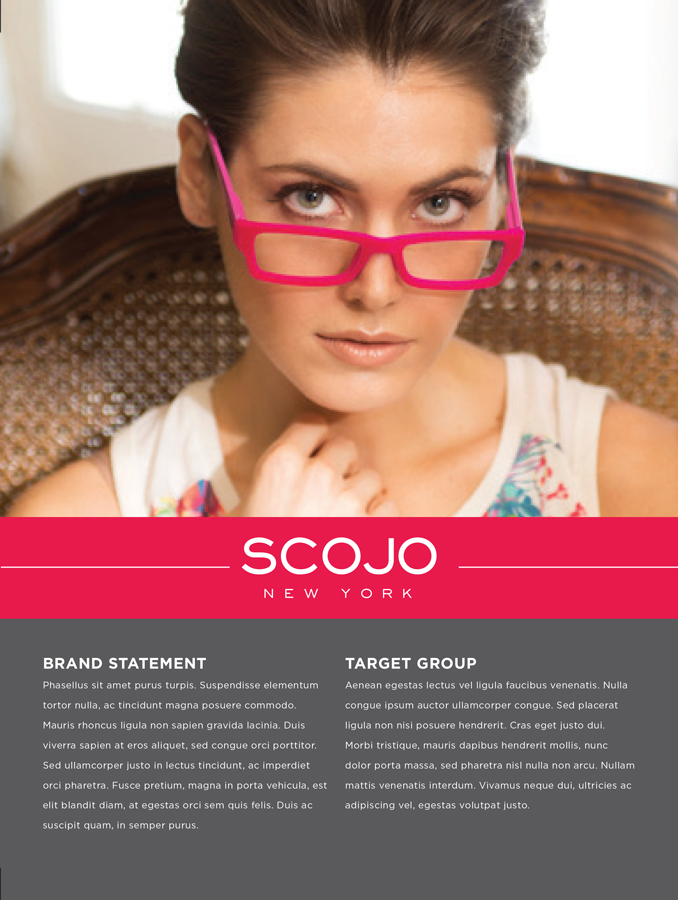 SCOJO
NEW YORK
BRAND STATEMENT
Phasellus sit amet purus turpis. Suspendisse elementum
tortor nulla, ac tincidunt magna posuere commodo.
Mauris rhoncus ligula non sapien gravida lacinia. Duis
viverra sapien at eros aliquet, sed congue orci porttitor.
Sed ullamcorper justo in lectus tincidunt, ac imperdiet
orci pharetra. Fusce pretium, magna in porta vehicula, est
elit blandit diam, at egestas orci sem quis felis. Duis ac
suscipit quam, in semper purus.
TARGET GROUP
Aenean egestas lectus vel ligula faucibus venenatis. Nulla
congue ipsum auctor ullamcorper congue. Sed placerat
ligula non nisi posuere hendrerit. Cras eget justo dui.
Morbi tristique, mauris dapibus hendrerit mollis, nunc
dolor porta massa, sed pharetra nisl nulla non arcu. Nullam
mattis venenatis interdum. Vivamus neque dui, ultricies ac
adipiscing vel, egestas volutpat justo.